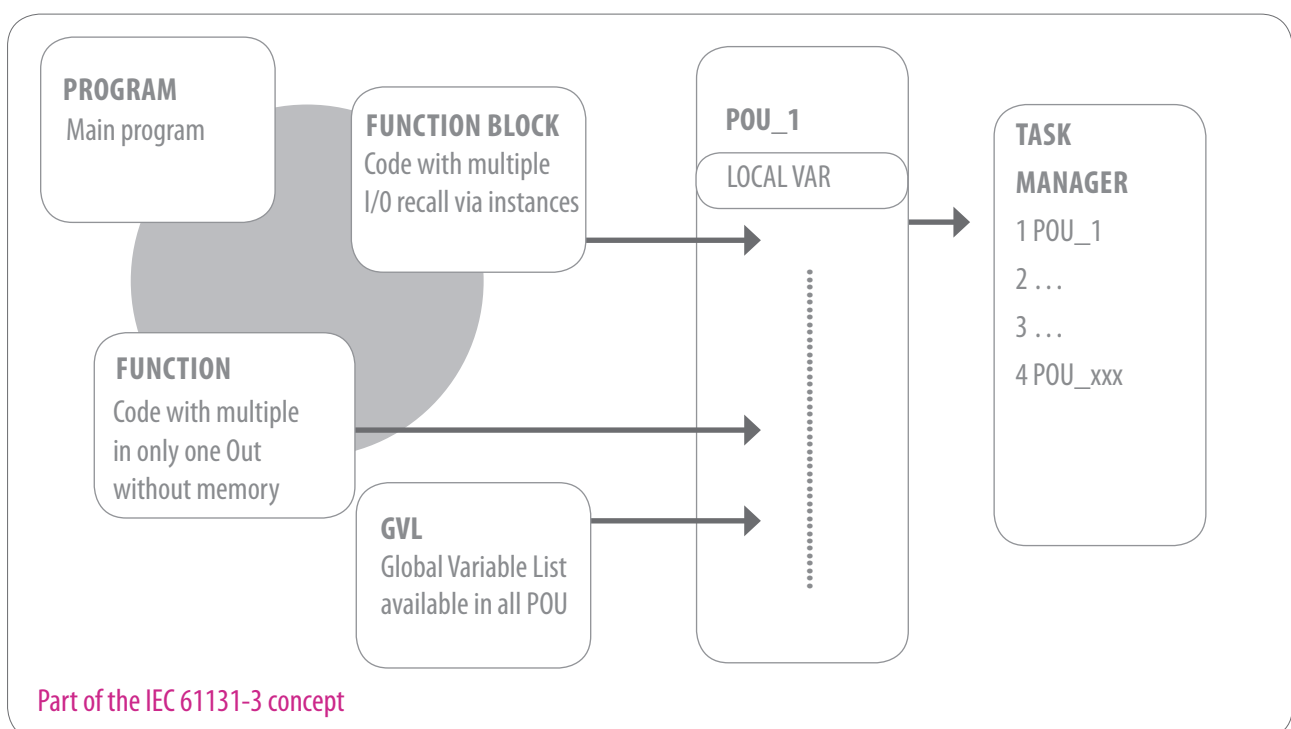 PROGRAM
Main program
FUNCTION BLOCK
Code with multiple
I/0 recall via instances
FUNCTION
Code with multiple
in only one Out
without memory
GVL
Global Variable List
available in all POU
POU_1
LOCAL VAR
TASK
MANAGER
1 POU_1
2 . . .
3 . . .
4 POU_xxx
Part of the IEC 61131-3 concept